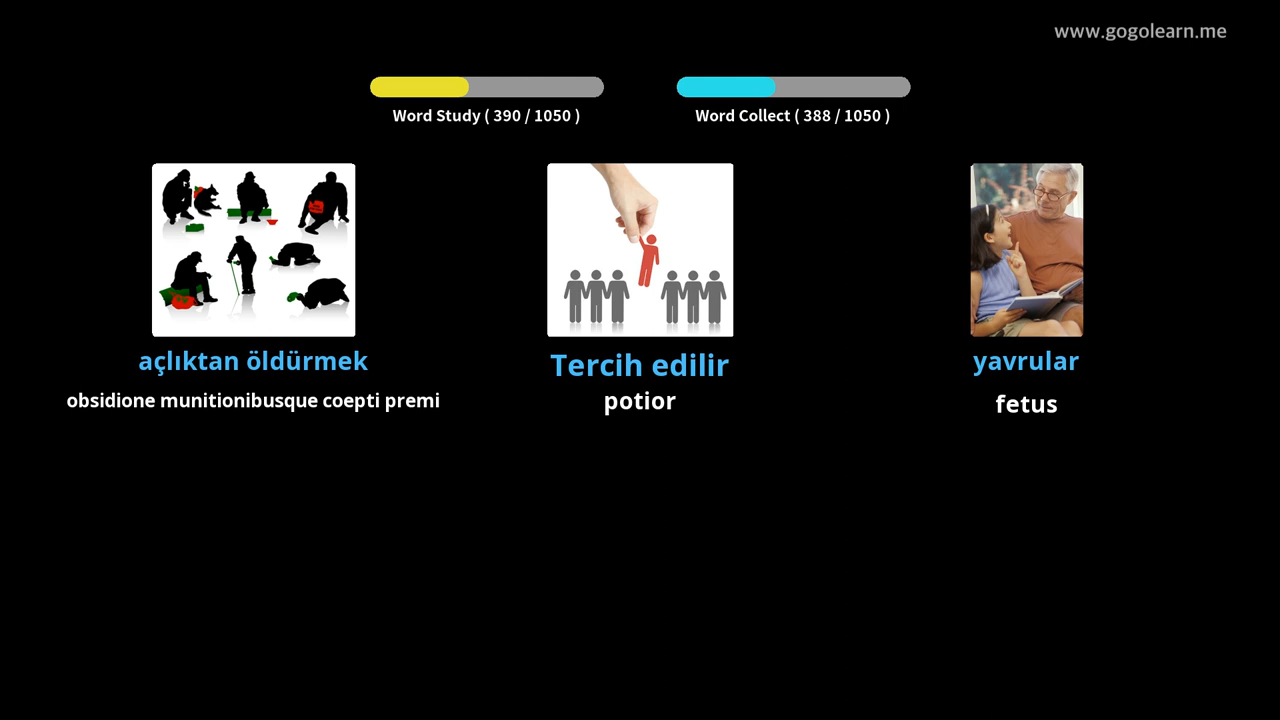 www.gogolearn.me
Word Study ( 390 / 1050 )
Word Collect ( 388 / 1050 )
açlıktan öldürmek
Tercih edilir
yavrular
obsidione munitionibusque coepti premi
potior
fetus